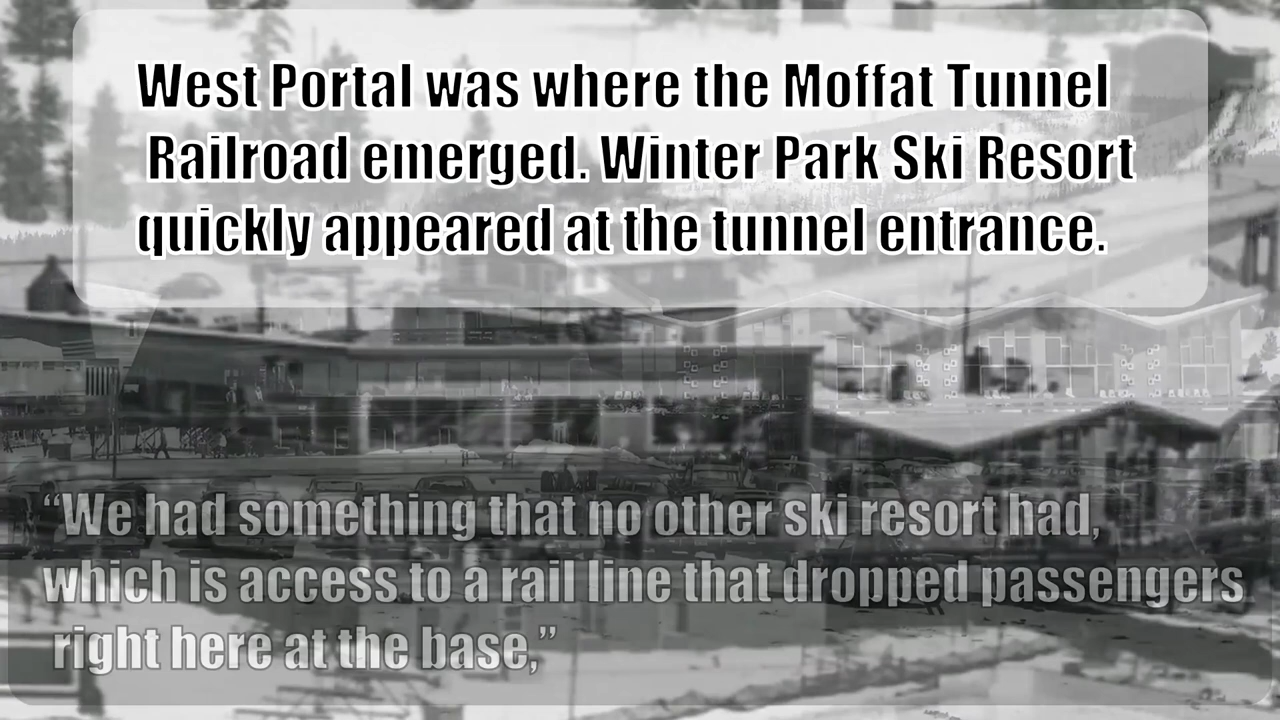 West Portal was where the Moffat Tunnel
Railroad emerged. Winter Park Ski Resort
quickly appeared at the tunnel entrance.
“We had something that no other ski resort had,
which is access to a rail line that dropped passengers
right here at the base,”